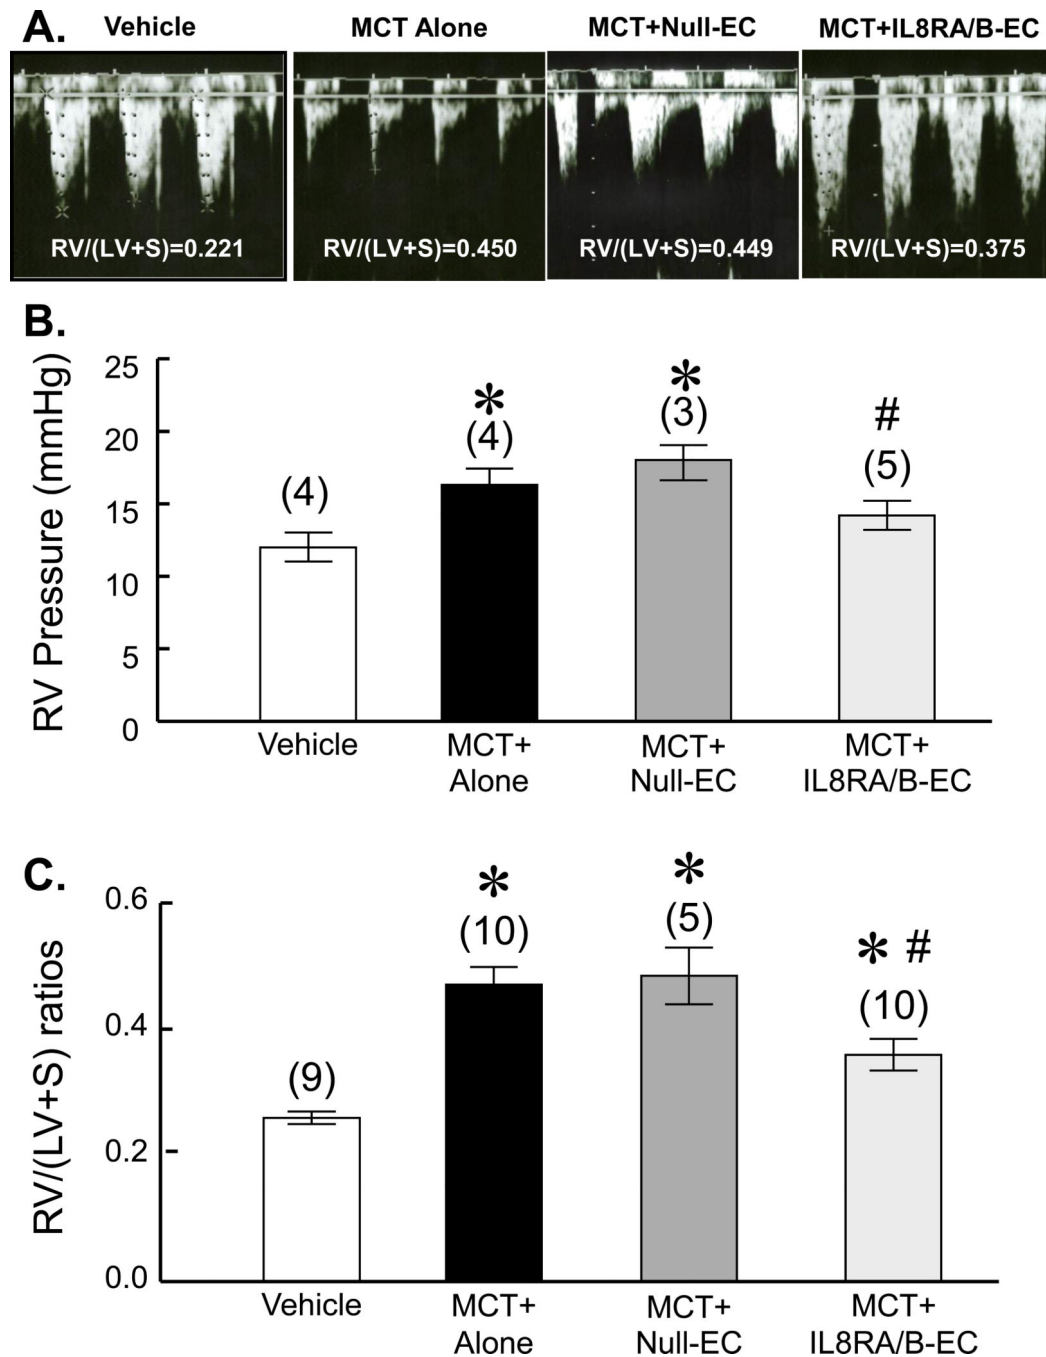 A.
Vehicle
MCT Alone
MCT+Null-EC
MCT+IL8RA/B-EC
RV/(LV+S)=0.221
RV/(LV+S)=0.450
RV/(LV+S)=0.449
RV/(LV+S)=0.375
B.
RV Pressure (mmHg)
25
20
15
10
5
0
(4)
*
(4)
*
(3)
#
(5)
Vehicle
MCT+
Alone
MCT+
Null-EC
MCT+
IL8RA/B-EC
C.
RV/(LV+S) ratios
0.6
0.4
0.2
0.0
(9)
*
(10)
*
(5)
* #
(10)
Vehicle
MCT+
Alone
MCT+
Null-EC
MCT+
IL8RA/B-EC